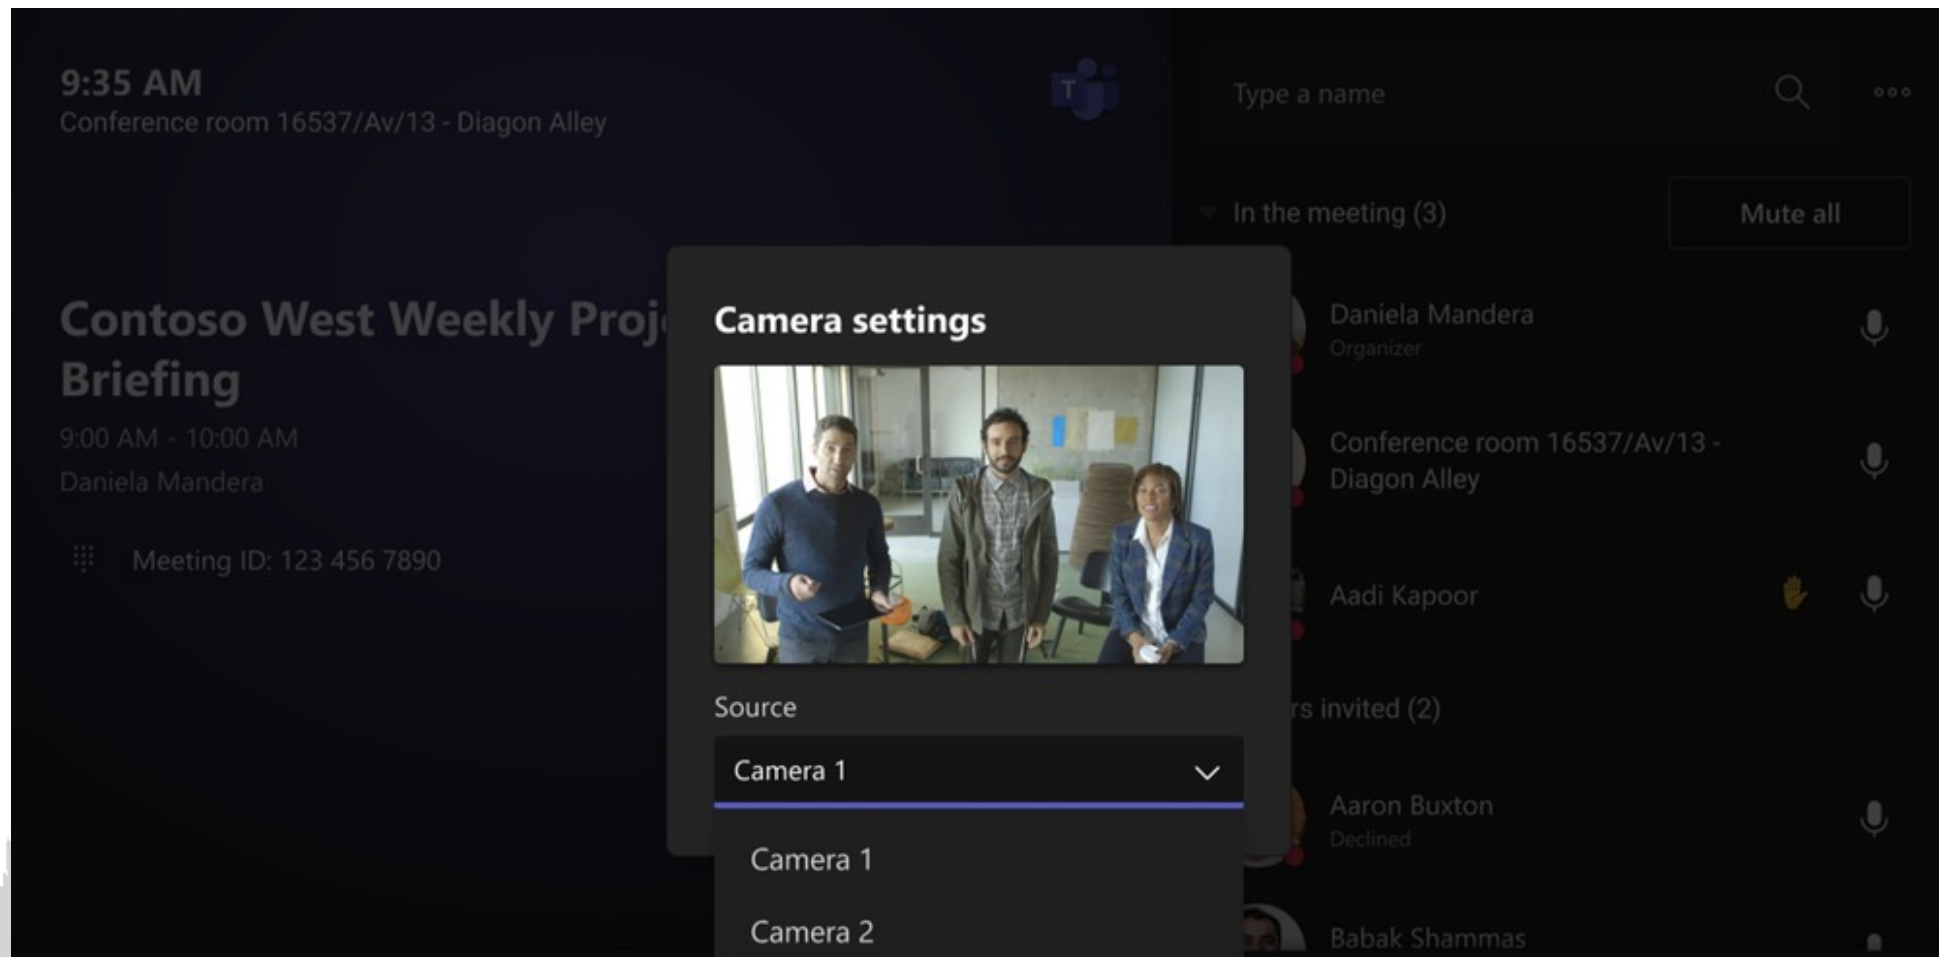 9:35 AM
Conference room 16537/Av/13 - Diagon Alley
T
Contoso West Weekly Proj
Briefing
9:00 AM - 10:00 AM
Daniela Mandera
Meeting ID: 123 456 7890
Camera settings
Source
Camera 1
Camera 1
Camera 2
Type a name
In the meeting (3)
Mute all
Daniela Mandera
Organizer
Conference room 16537/Av/13 -
Diagon Alley
Aadi Kapoor
rs invited (2)
Aaron Buxton
Declined
Babak Shammas